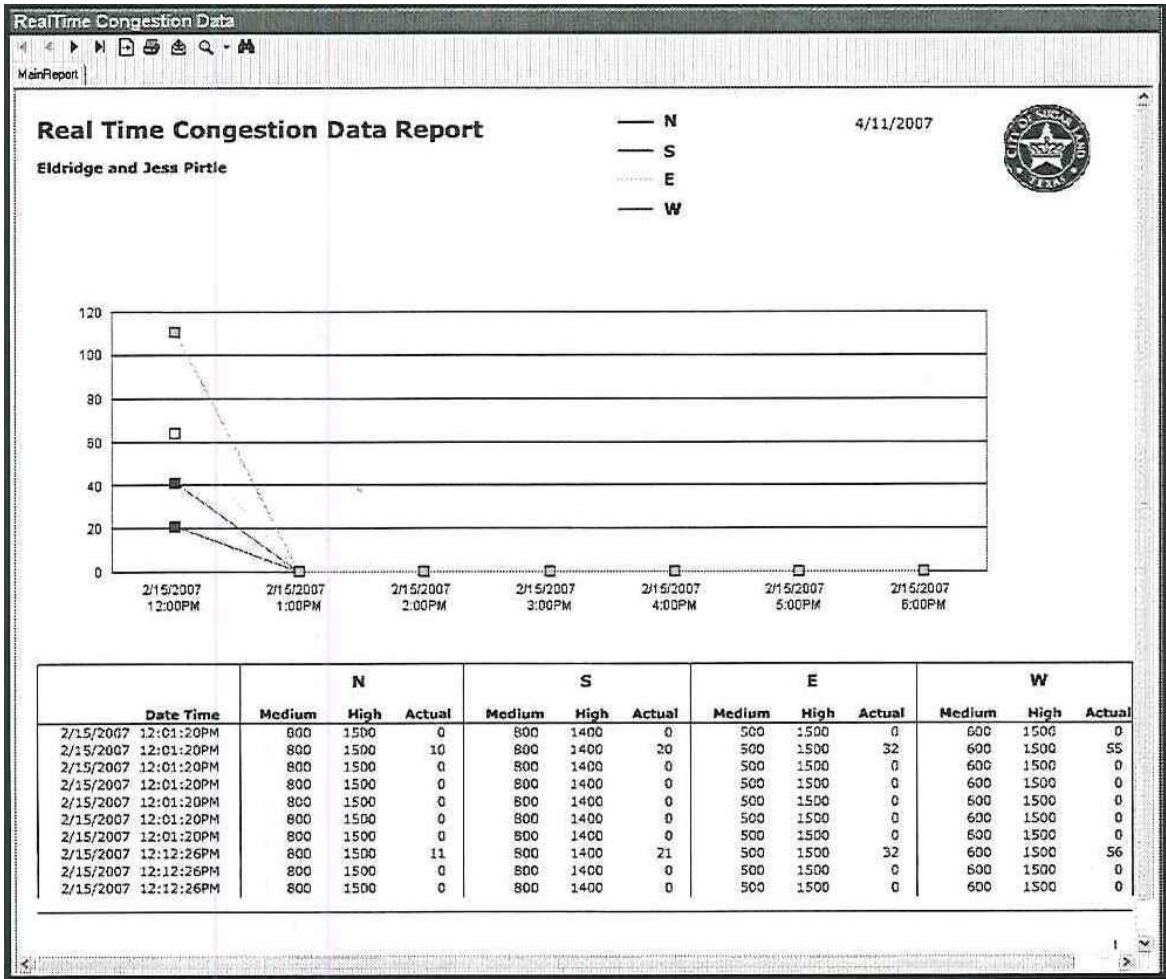 RealTime Congestion Data
MainReport
Real Time Congestion Data Report
Eldridge and Jess Pirtle
N
S
E
W
4/11/2007
CITY OF SUGAR LAND
TEXAS
120
100
80
60
40
20
0
2/15/2007 2/15/2007 2/15/2007 2/15/2007 2/15/2007 2/15/2007 2/15/2007
12:00PM 1:00PM 2:00PM 3:00PM 4:00PM 5:00PM 6:00PM
N S E W
Date Time Medium High Actual Medium High Actual Medium High Actual Medium High Actual
2/15/2007 12:01:20PM 800 1500 0 800 1400 0 500 1500 0 600 1500 0
2/15/2007 12:01:20PM 800 1500 10 800 1400 20 500 1500 32 600 1500 55
2/15/2007 12:01:20PM 800 1500 0 800 1400 0 500 1500 0 600 1500 0
2/15/2007 12:01:20PM 800 1500 0 800 1400 0 500 1500 0 600 1500 0
2/15/2007 12:01:20PM 800 1500 0 800 1400 0 500 1500 0 600 1500 0
2/15/2007 12:01:20PM 800 1500 0 800 1400 0 500 1500 0 600 1500 0
2/15/2007 12:01:20PM 800 1500 0 800 1400 0 500 1500 0 600 1500 0
2/15/2007 12:12:26PM 800 1500 11 800 1400 21 500 1500 32 600 1500 56
2/15/2007 12:12:26PM 800 1500 0 800 1400 0 500 1500 0 600 1500 0
2/15/2007 12:12:26PM 800 1500 0 800 1400 0 500 1500 0 600 1500 0
1